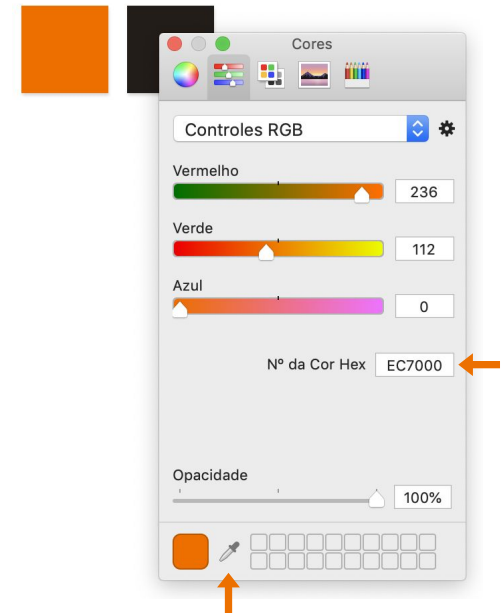 Cores
Controles RGB
Vermelho
236
Verde
112
Azul
0
Nº da Cor Hex EC7000
Opacidade
100%